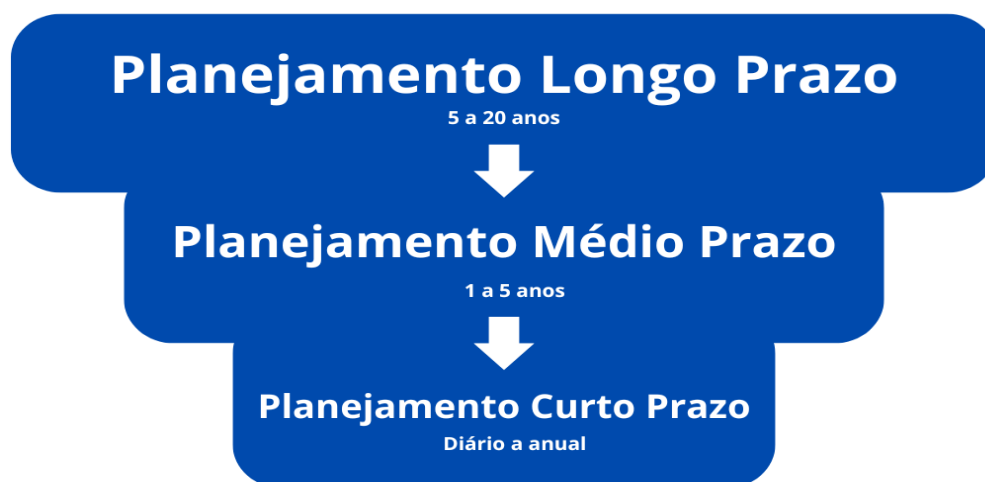 Planejamento Longo Prazo
5 a 20 anos
Planejamento Médio Prazo
1 a 5 anos
Planejamento Curto Prazo
Diário a anual